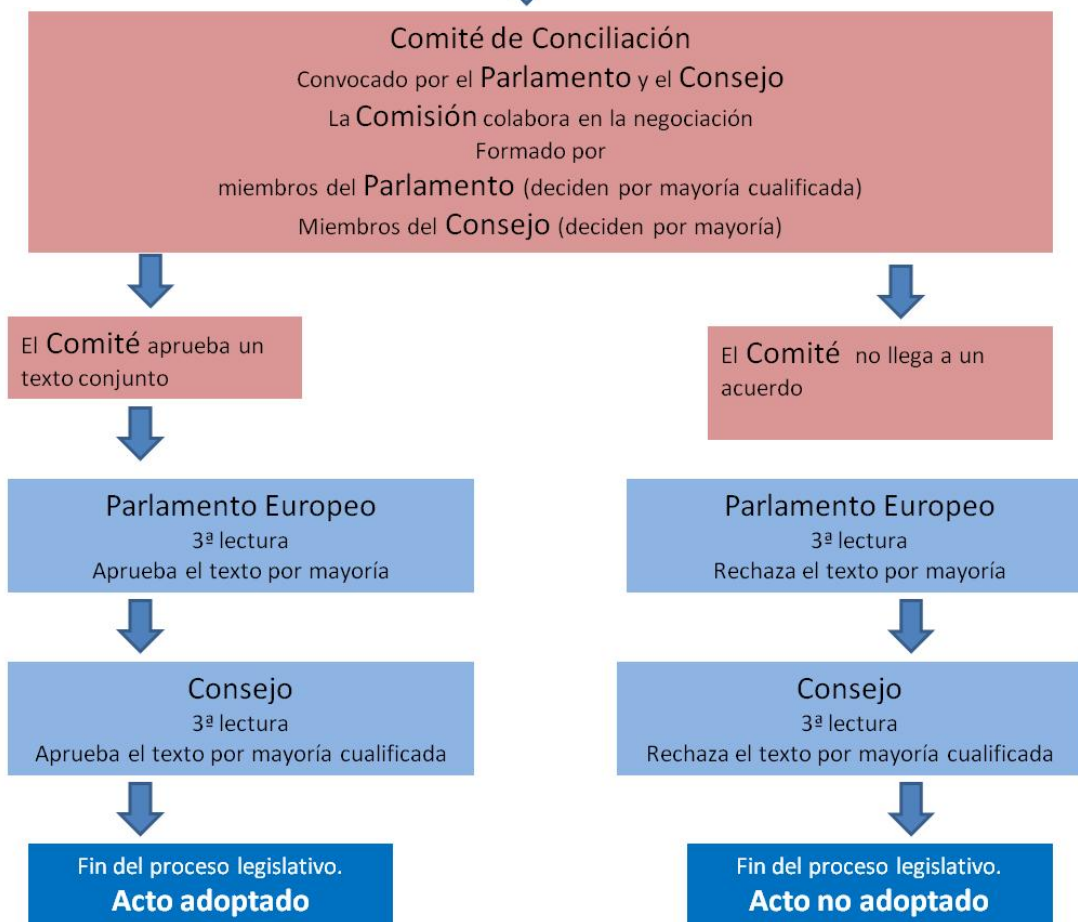 Comité de Conciliación
Convocado por el Parlamento y el Consejo
La Comisión colabora en la negociación
Formado por
miembros del Parlamento (deciden por mayoría cualificada)
Miembros del Consejo (deciden por mayoría)
El Comité aprueba un
texto conjunto
El Comité no llega a un
acuerdo
Parlamento Europeo
3ª lectura
Aprueba el texto por mayoría
Parlamento Europeo
3ª lectura
Rechaza el texto por mayoría
Consejo
3ª lectura
Aprueba el texto por mayoría cualificada
Consejo
3ª lectura
Rechaza el texto por mayoría cualificada
Fin del proceso legislativo.
Acto adoptado
Fin del proceso legislativo.
Acto no adoptado